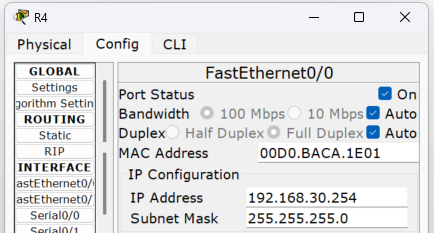 R4
Physical Config CLI
GLOBAL
Settings
gorithm Settin
ROUTING
Static
RIP
INTERFACE
astEthernet0/
astEthernet0/
Serial0/0
Serial0/1
FastEthernet0/0
Port Status On
Bandwidth 100 Mbps 10 Mbps Auto
Duplex Half Duplex Full Duplex Auto
MAC Address 00D0.BACA.1E01
IP Configuration
IP Address 192.168.30.254
Subnet Mask 255.255.255.0